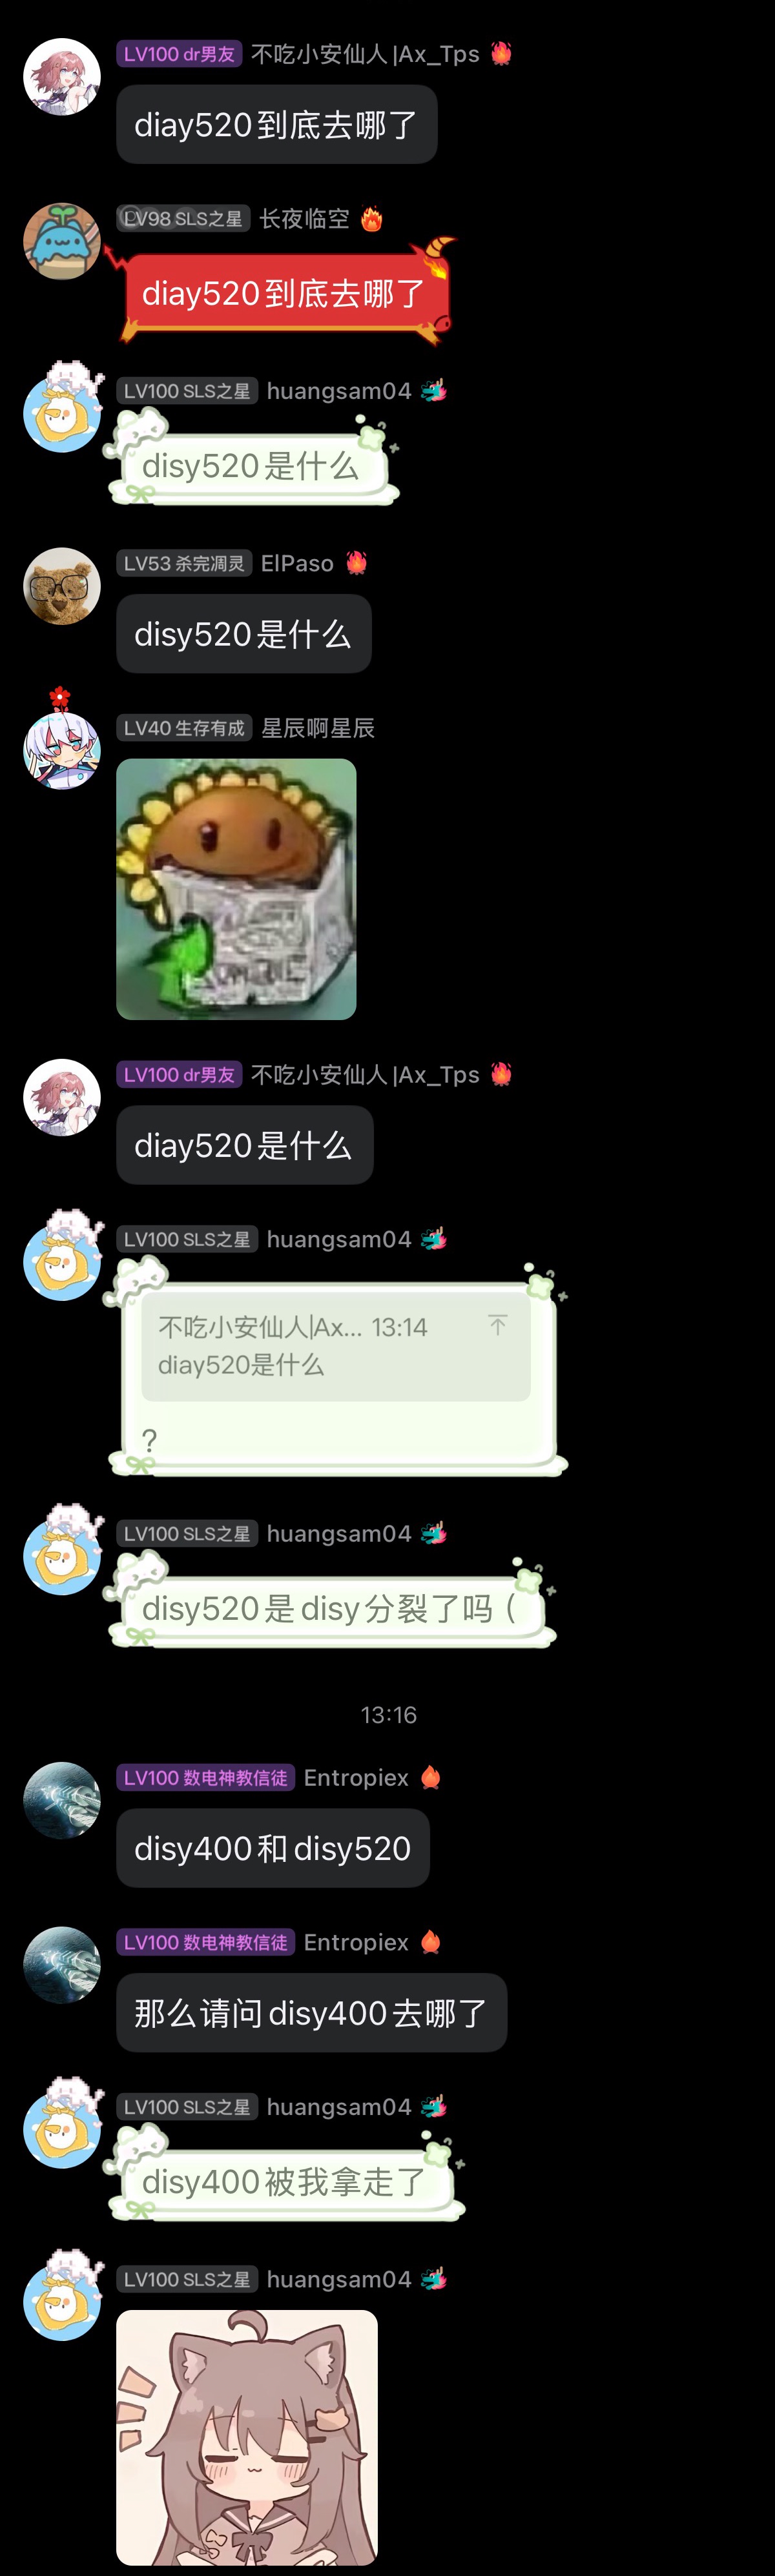 LV100 dr男友 不吃小安仙人|Ax_Tps
diay520到底去哪了
LV98 SLS之星 长夜临空
diay520到底去哪了
LV100 SLS之星 huangsam04
disy520是什么
LV53 杀完凋灵 ElPaso
disy520是什么
LV40 生存有成 星辰啊星辰
LV100 dr男友 不吃小安仙人|Ax_Tps
diay520是什么
LV100 SLS之星 huangsam04
不吃小安仙人|Ax... 13:14
diay520是什么
?
LV100 SLS之星 huangsam04
disy520是disy分裂了吗（
13:16
LV100 数电神教信徒 Entropiex
disy400和disy520
LV100 数电神教信徒 Entropiex
那么请问disy400去哪了
LV100 SLS之星 huangsam04
disy400被我拿走了
LV100 SLS之星 huangsam04